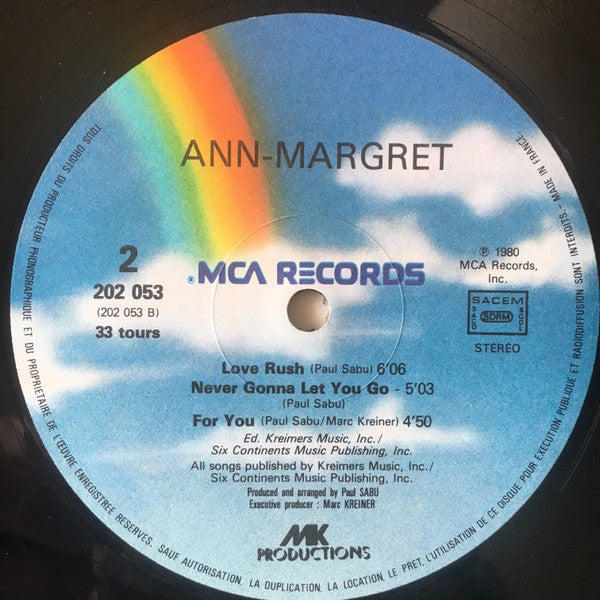 ANN-MARGRET
2
202 053
(202 053 B)
33 tours
® MCA RECORDS
℗ 1980
MCA Records,
Inc.
SACEM
SACD SDRM SGDL
STEREO
Love Rush (Paul Sabu) 6'06
Never Gonna Let You Go - 5'03
(Paul Sabu)
For You (Paul Sabu/Marc Kreiner) 4'50
Ed. Kreimers Music, Inc./
Six Continents Music Publishing, Inc.
All songs published by Kreimers Music, Inc./
Six Continents Music Publishing, Inc.
Produced and arranged by Paul SABU
Executive producer : Marc KREINER
MK
PRODUCTIONS
TOUS DROITS DU PRODUCTEUR PHONOGRAPHIQUE ET DU PROPRIETAIRE DE L'ŒUVRE ENREGISTREE RESERVES. SAUF AUTORISATION, LA DUPLICATION, LA LOCATION, LE PRET, L'UTILISATION DE CE DISQUE POUR EXECUTION PUBLIQUE ET RADIODIFFUSION SONT INTERDITS - MADE IN FRANCE.